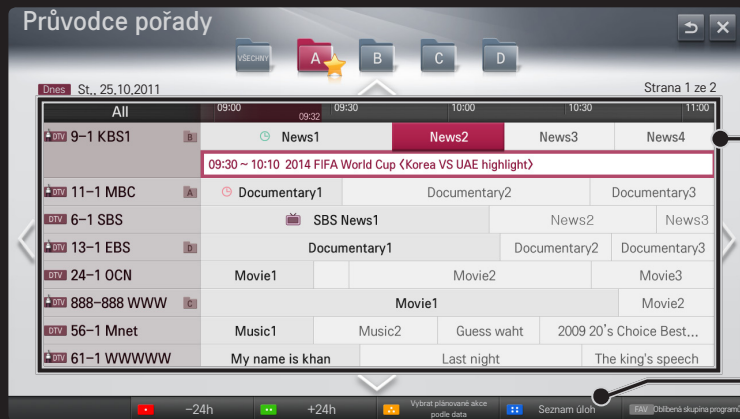 Průvodce pořady
VŠECHNY A B C D
Dnes St., 25.10.2011 Strana 1 ze 2
All 09:00 09:32 09:30 10:00 10:30 11:00
DTV 9-1 KBS1 B News1 News2 News3 News4
09:30 ~ 10:10 2014 FIFA World Cup 〈Korea VS UAE highlight〉
DTV 11-1 MBC A Documentary1 Documentary2 Documentary3
DTV 6-1 SBS SBS News1 News2 News3
DTV 13-1 EBS D Documentary1 Documentary2 Documentary3
DTV 24-1 OCN Movie1 Movie2 Movie3
DTV 888-888 WWW C Movie1 Movie2
DTV 56-1 Mnet Music1 Music2 Guess waht 2009 20's Choice Best...
DTV 61-1 WWWWW My name is khan Last night The king's speech
-24h +24h Vybrat plánované akce podle data Seznam úloh FAV Oblíbená skupina programů